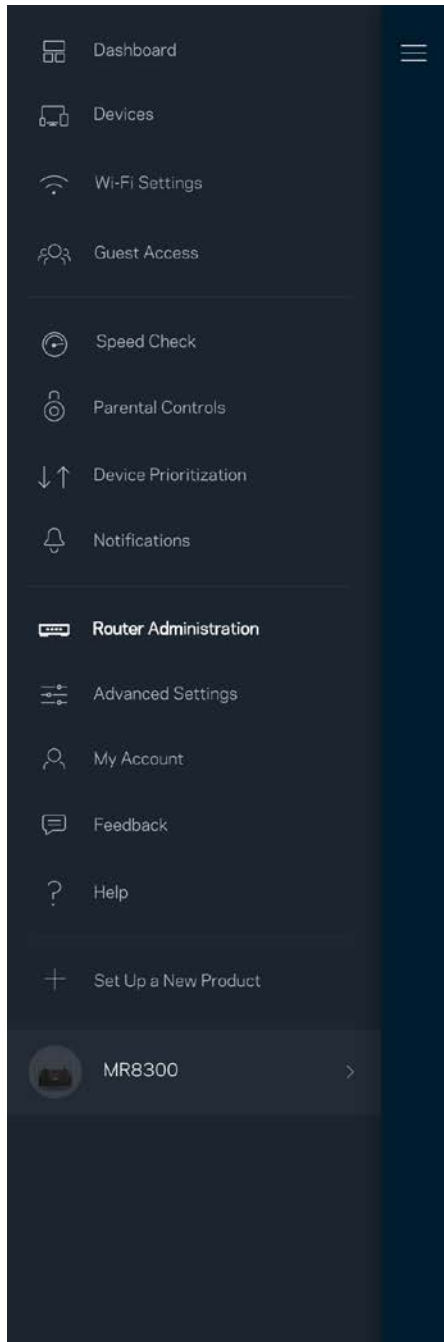 Dashboard
Devices
Wi-Fi Settings
Guest Access
Speed Check
Parental Controls
Device Prioritization
Notifications
Router Administration
Advanced Settings
My Account
Feedback
Help
Set Up a New Product
MR8300